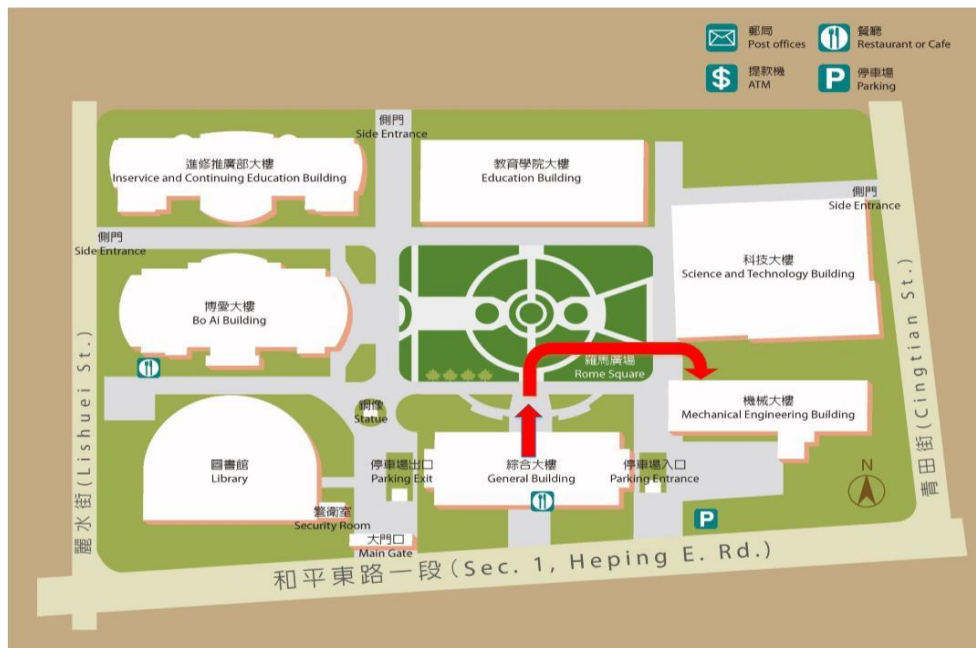 郵局
Post offices
餐廳
Restaurant or Cafe
$
提款機
ATM
P
停車場
Parking
側門
Side Entrance
進修推廣部大樓
Inservice and Continuing Education Building
教育學院大樓
Education Building
側門
Side Entrance
側門
Side Entrance
科技大樓
Science and Technology Building
博愛大樓
Bo Ai Building
羅馬廣場
Rome Square
銅像
Statue
機械大樓
Mechanical Engineering Building
圖書館
Library
停車場出口
Parking Exit
綜合大樓
General Building
停車場入口
Parking Entrance
N
警衛室
Security Room
P
大門口
Main Gate
麗水街(Lishuei St.)
青田街(Cingtian St.)
和平東路一段(Sec. 1, Heping E. Rd.)